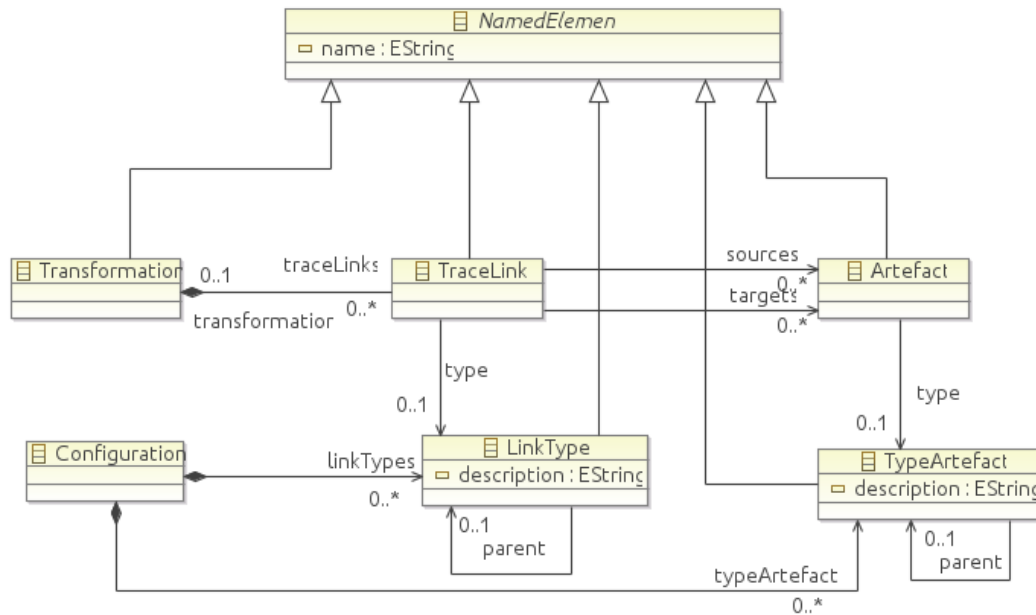 NamedElemen
name : EString
Transformation
0..1
traceLinks
0..*
transformation
TraceLink
sources
0..*
targets
0..*
Artefact
type
0..1
type
0..1
Configuration
linkTypes
0..*
LinkType
description : EString
0..1
parent
TypeArtefact
description : EString
0..1
parent
typeArtefact
0..*